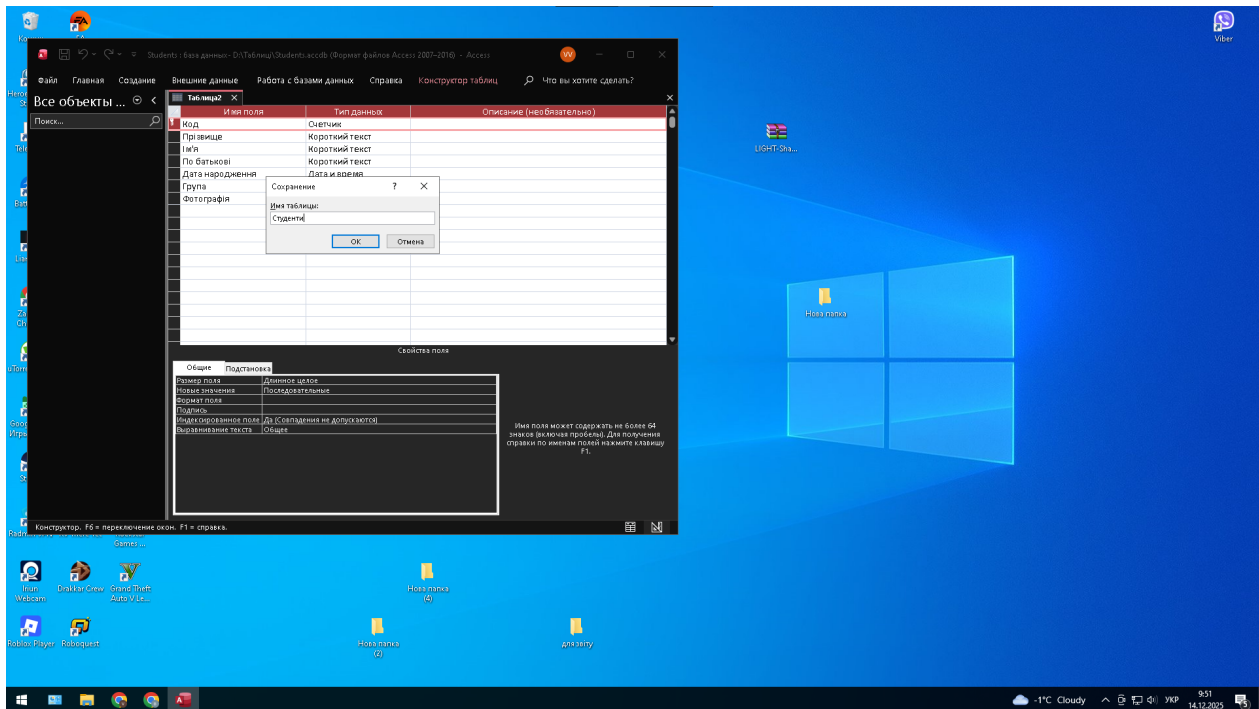 Viber
Students : база данных- D:\Таблиці\Students.accdb (Формат файлов Access 2007–2016) - Access
VV
Файл Главная Создание Внешние данные Работа с базами данных Справка Конструктор таблиц Что вы хотите сделать?
Все объекты ...
Поиск...
Таблица2
Имя поля Тип данных Описание (необязательно)
Код Счетчик
Прізвище Короткий текст
Ім'я Короткий текст
По батькові Короткий текст
Дата народження Дата и время
Група
Фотографія
Сохранение ?
Имя таблицы:
Студенти
ОК Отмена
Свойства поля
Общие Подстановка
Размер поля Длинное целое
Новые значения Последовательные
Формат поля
Подпись
Индексированное поле Да (Совпадения не допускаются)
Выравнивание текста Общее
Имя поля может содержать не более 64
знаков (включая пробелы). Для получения
справки по именам полей нажмите клавишу
F1.
Конструктор. F6 = переключение окон. F1 = справка.
LIGHT-Sha...
Нова папка
Games ...
Iriun
Webcam
Drakkar Crew
Grand Theft
Auto V Le...
Нова папка
(4)
Roblox Player
Roboquest
Нова папка
(2)
для звіту
-1°C Cloudy
УКР
9:51
14.12.2025